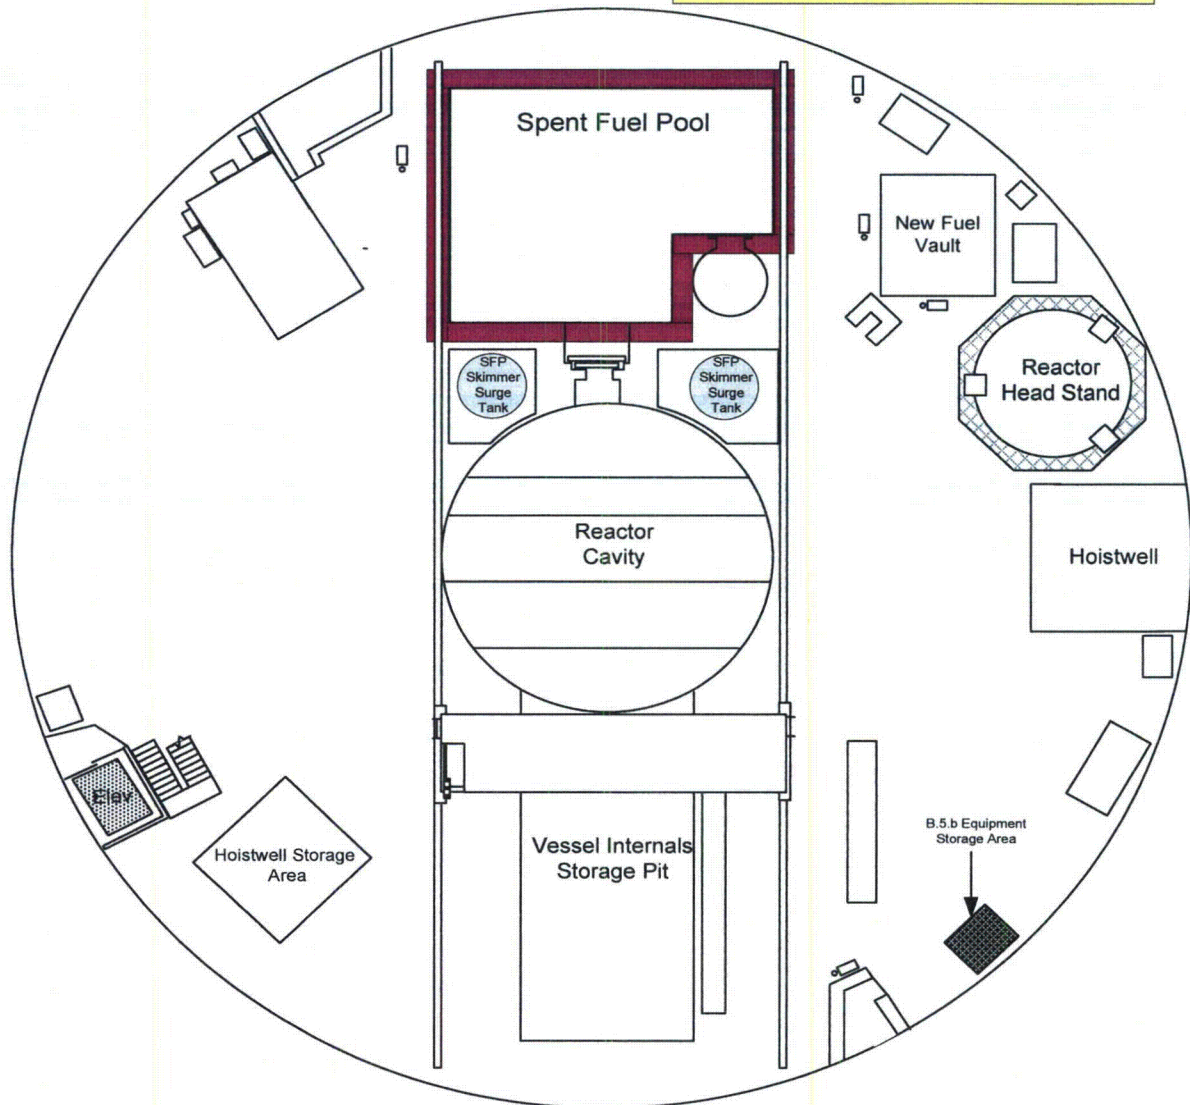 Spent Fuel Pool
New Fuel
Vault
SFP
Skimmer
Surge
Tank
SFP
Skimmer
Surge
Tank
Reactor
Head Stand
Reactor
Cavity
Hoistwell
Elev
Hoistwell Storage
Area
Vessel Internals
Storage Pit
B.5.b Equipment
Storage Area